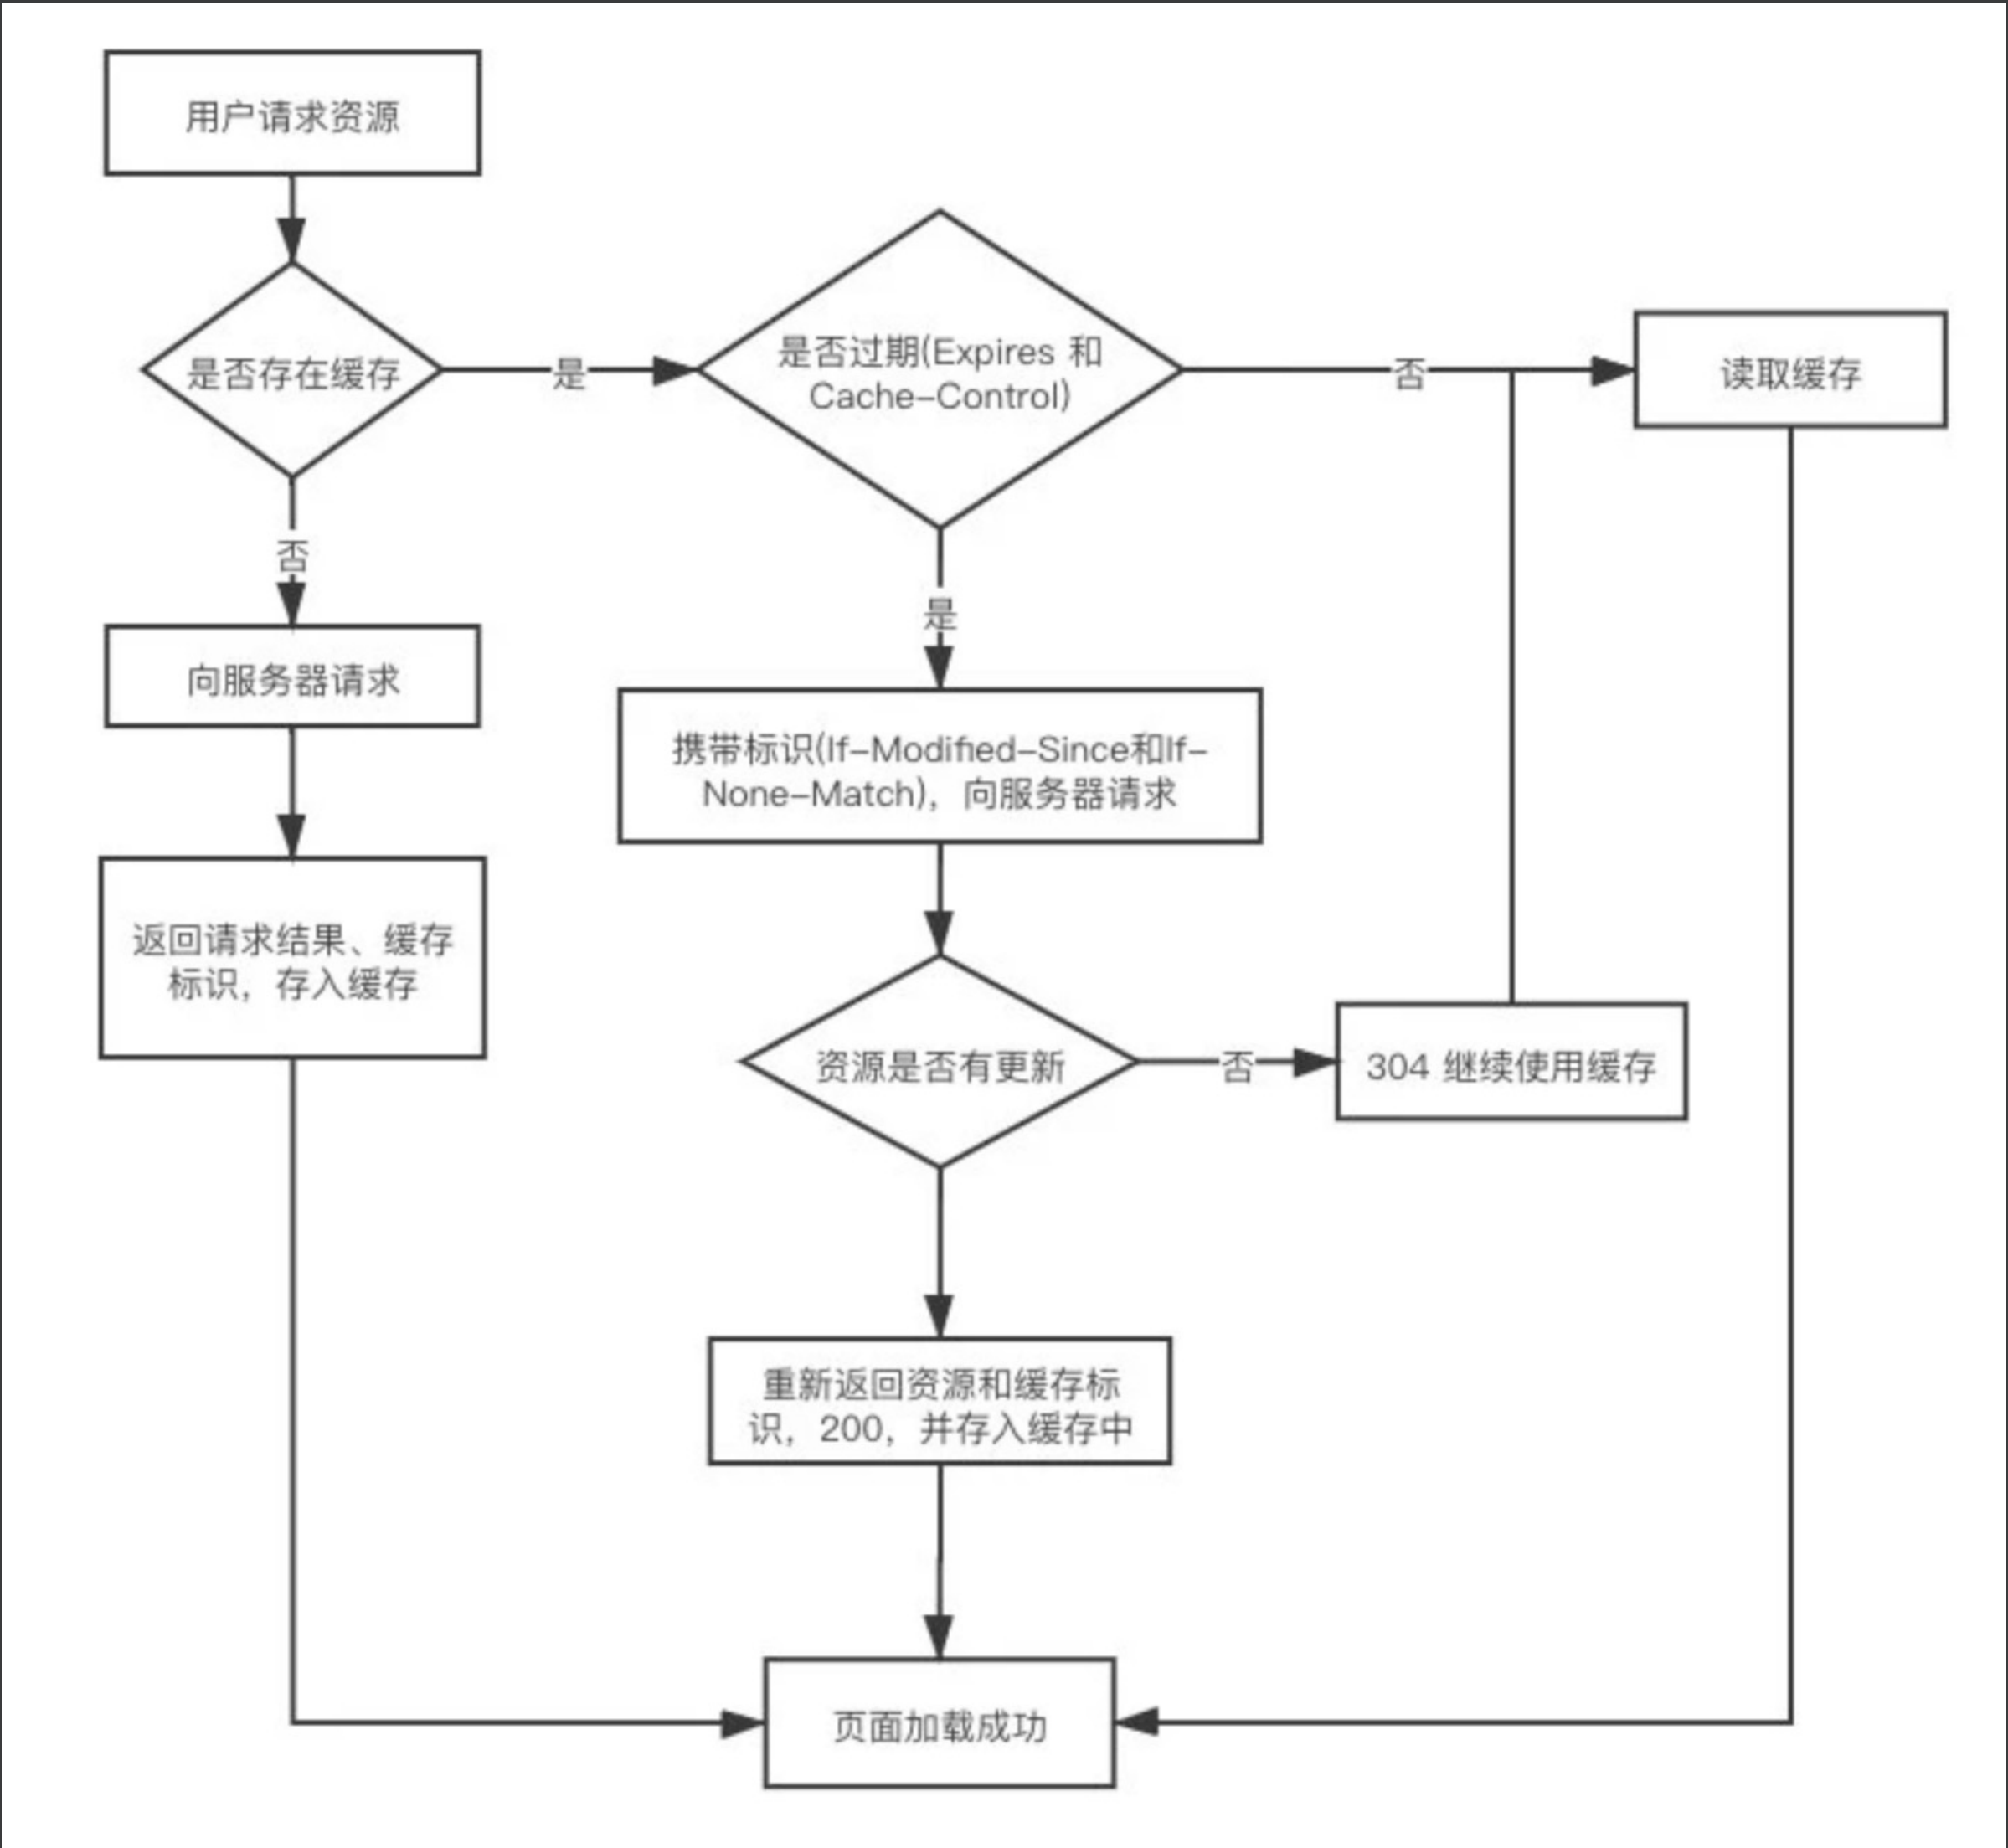 用户请求资源
是否存在缓存
是
是否过期(Expires 和
Cache-Control)
否
读取缓存
否
是
向服务器请求
携带标识(If-Modified-Since和If-
None-Match)，向服务器请求
返回请求结果、缓存
标识，存入缓存
资源是否有更新
否
304 继续使用缓存
重新返回资源和缓存标
识，200，并存入缓存中
页面加载成功